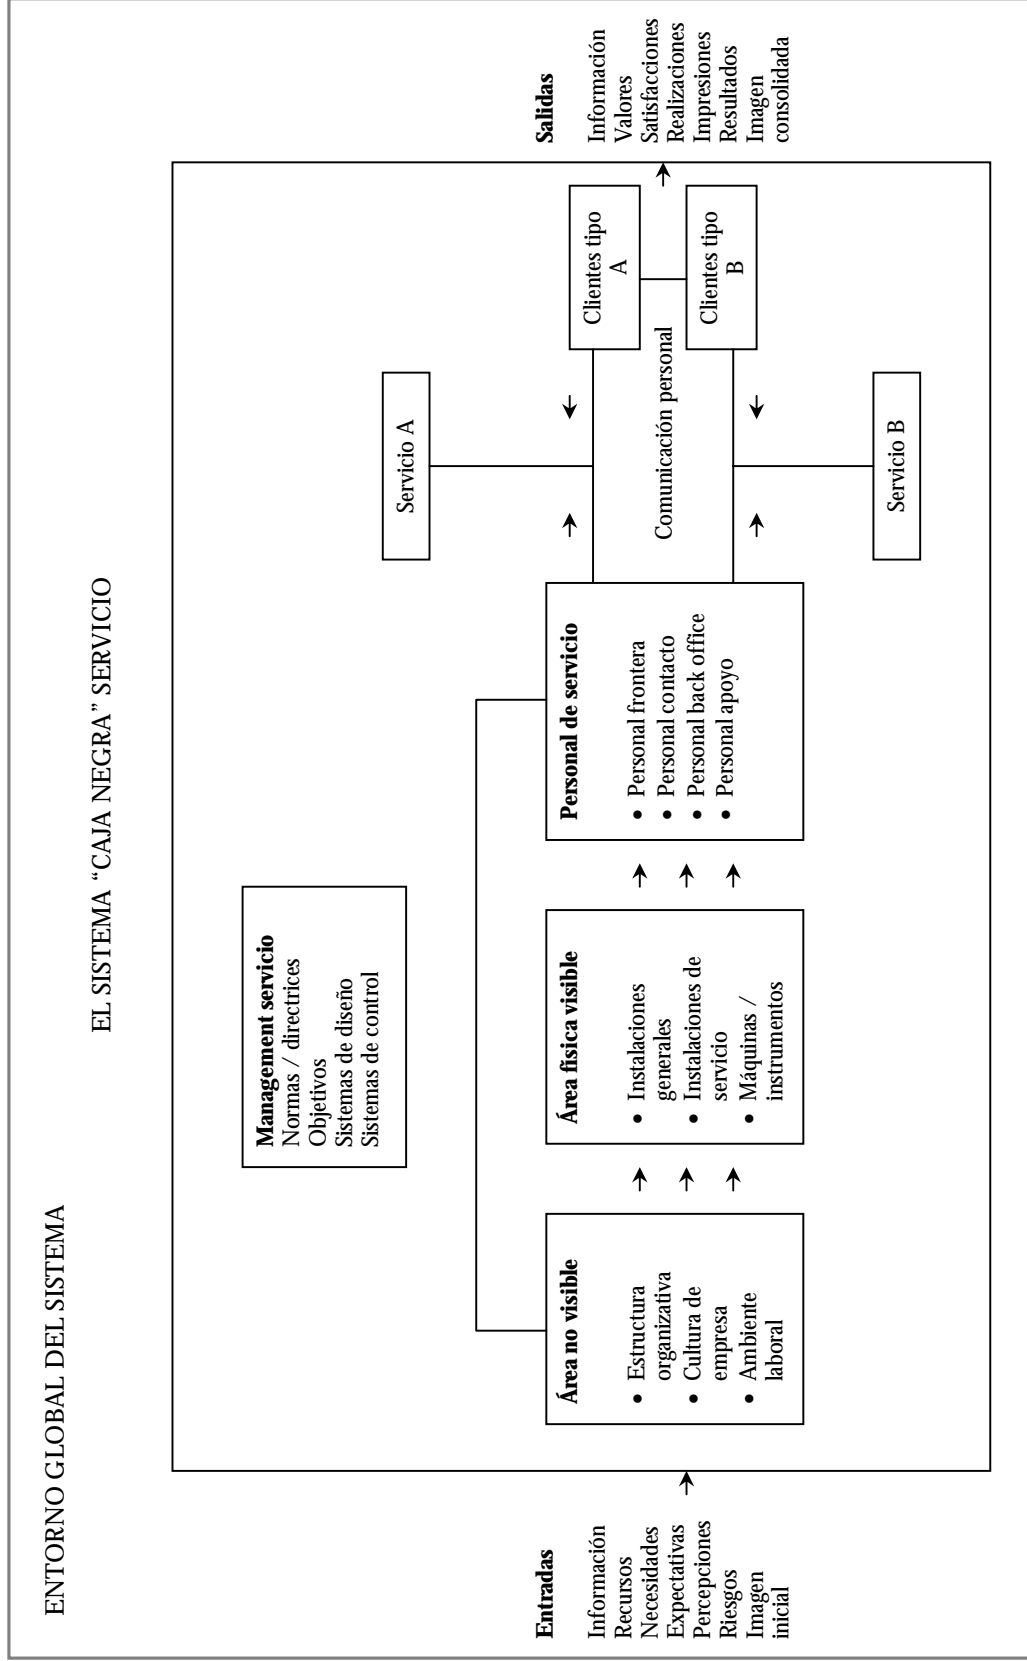 ENTORNO GLOBAL DEL SISTEMA
EL SISTEMA “CAJA NEGRA” SERVICIO
Entradas
Información
Recursos
Necesidades
Expectativas
Percepciones
Riesgos
Imagen
inicial
Management servicio
Normas / directrices
Objetivos
Sistemas de diseño
Sistemas de control
Área no visible
• Estructura
organizativa
• Cultura de
empresa
• Ambiente
laboral
Área física visible
• Instalaciones
generales
• Instalaciones de
servicio
• Máquinas /
instrumentos
Personal de servicio
• Personal frontera
• Personal contacto
• Personal back office
• Personal apoyo
Servicio A
Comunicación personal
Servicio B
Clientes tipo
A
Clientes tipo
B
Salidas
Información
Valores
Satisfacciones
Realizaciones
Impresiones
Resultados
Imagen
consolidada